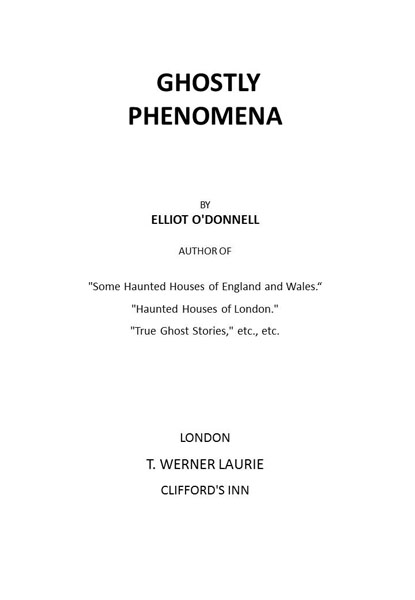 GHOSTLY
PHENOMENA
BY
ELLIOT O'DONNELL
AUTHOR OF
"Some Haunted Houses of England and Wales.“
"Haunted Houses of London."
"True Ghost Stories," etc., etc.
LONDON
T. WERNER LAURIE
CLIFFORD'S INN